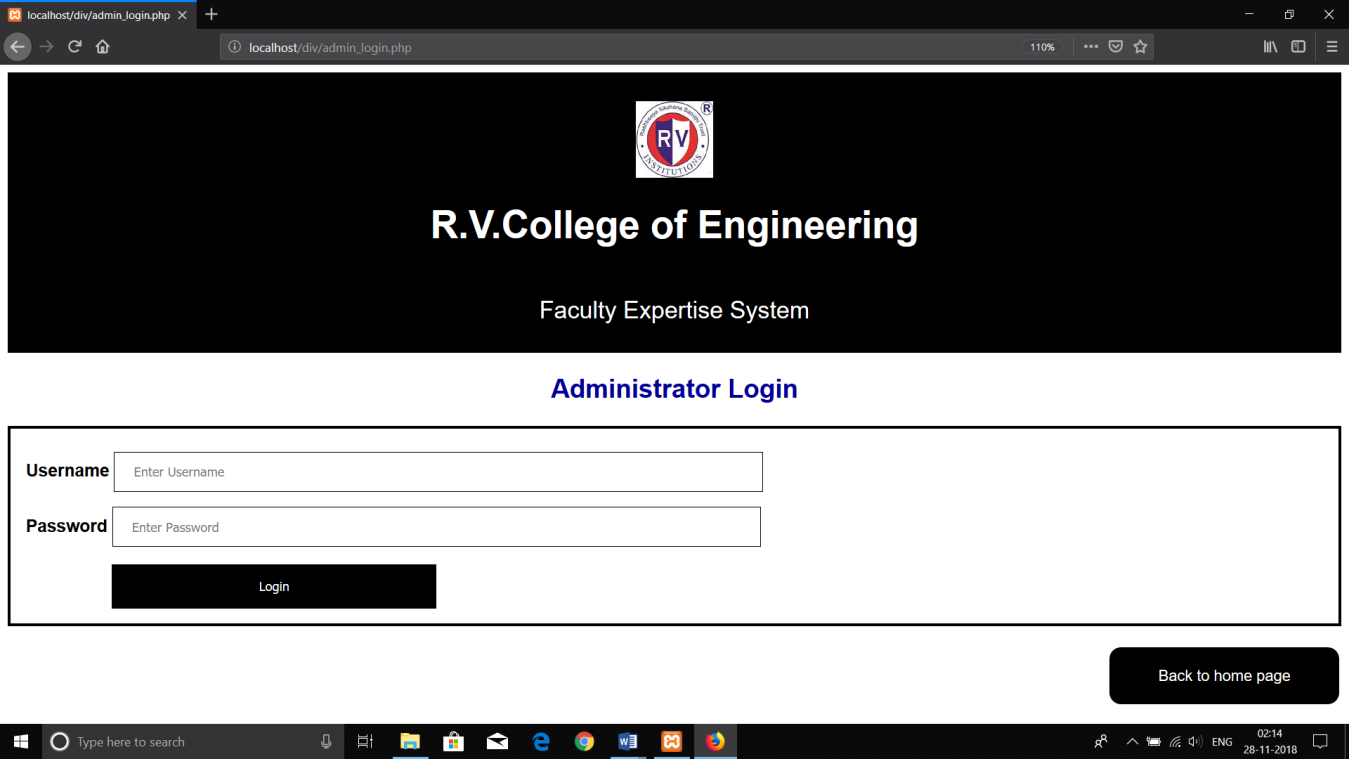 localhost/div/admin_login.php
localhost/div/admin_login.php
110%
Rashtreeya Sikshana Samithi Trust
R
RV
INSTITUTIONS
R.V.College of Engineering
Faculty Expertise System
Administrator Login
Username Enter Username
Password Enter Password
Login
Back to home page
Type here to search
ENG
02:14
28-11-2018